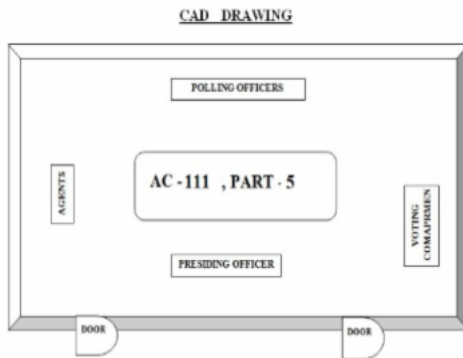 CAD DRAWING
POLLING OFFICERS
AGENTS
AC -111 , PART - 5
VOTING
COMAPRMEN
PRESIDING OFFICER
DOOR
DOOR